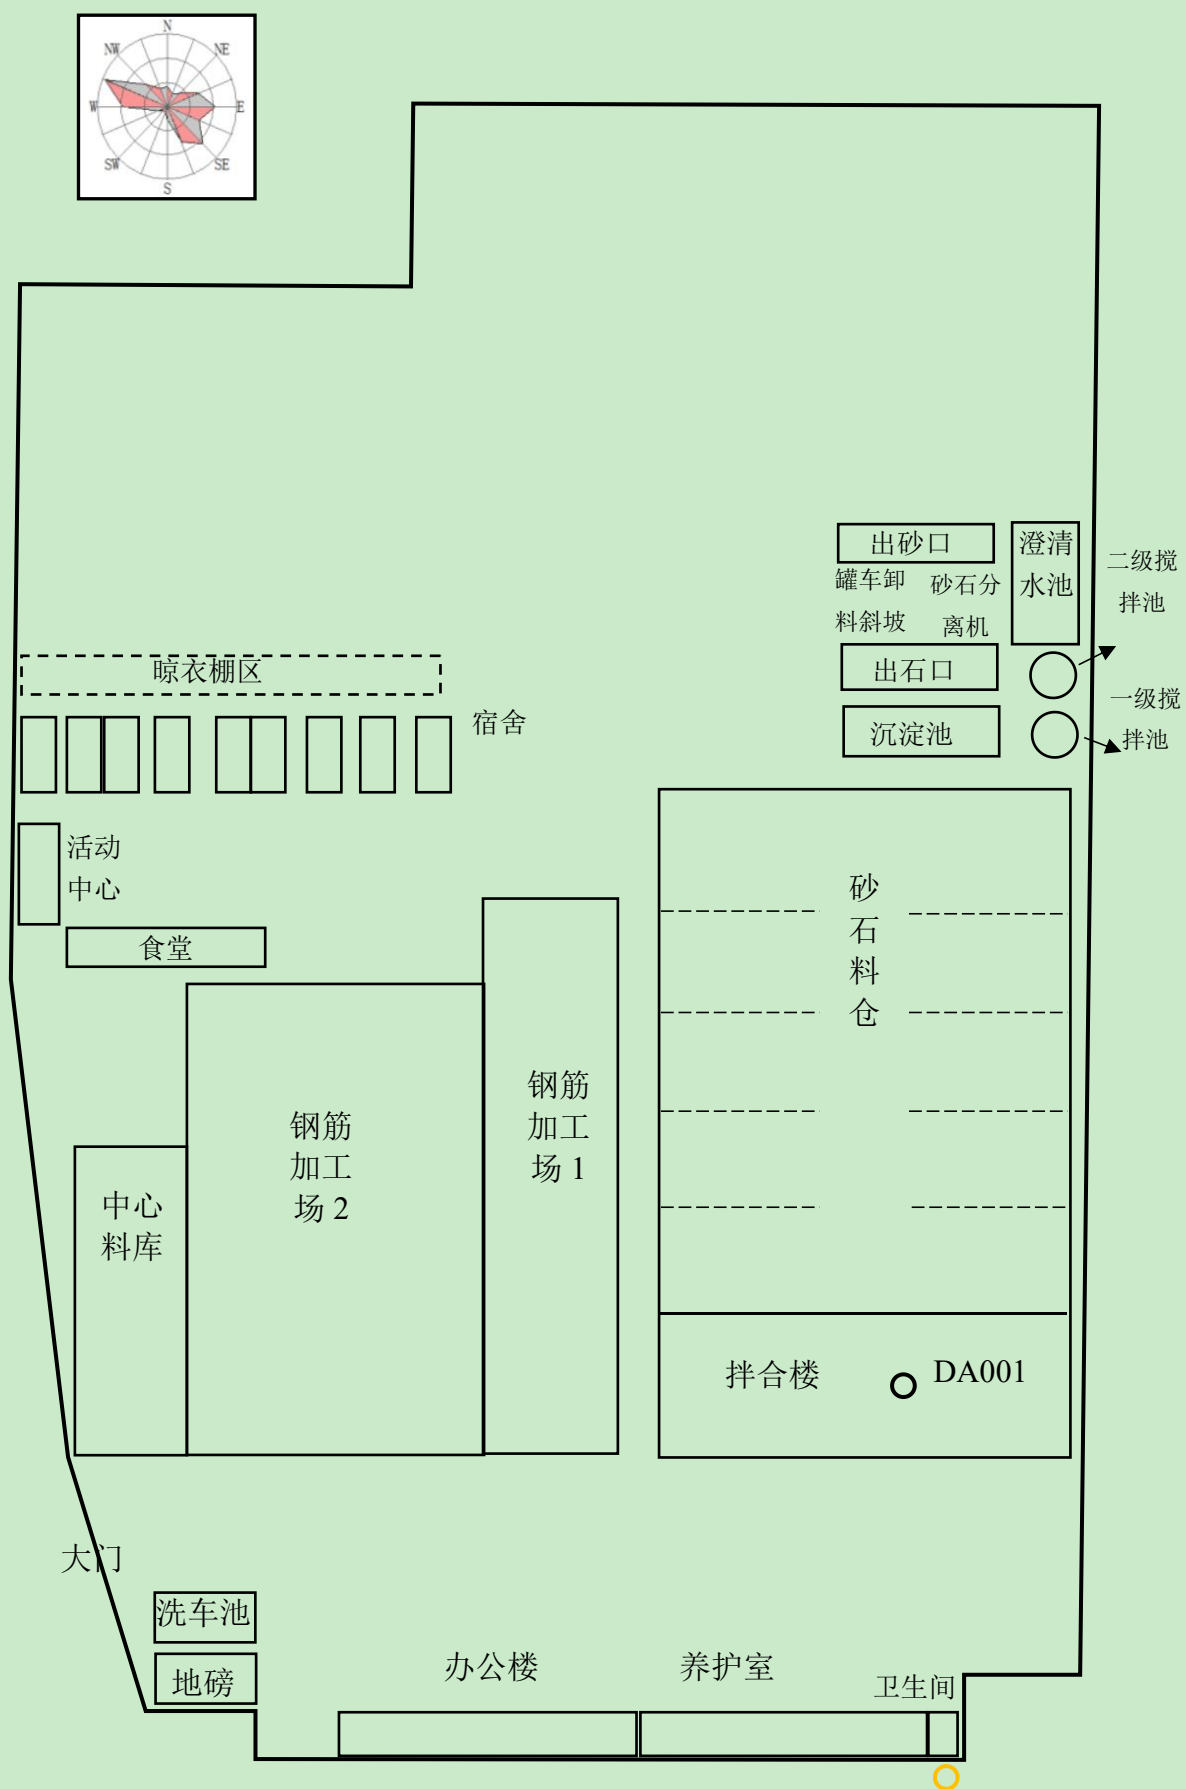 N
NW
NE
W
E
SW
SE
S
出砂口
澄清
水池
二级搅
拌池
罐车卸
料斜坡
砂石分
离机
出石口
一级搅
拌池
沉淀池
晾衣棚区
宿舍
活动
中心
食堂
砂
石
料
仓
钢筋
加工
场 1
钢筋
加工
场 2
中心
料库
拌合楼
DA001
大门
洗车池
地磅
办公楼
养护室
卫生间